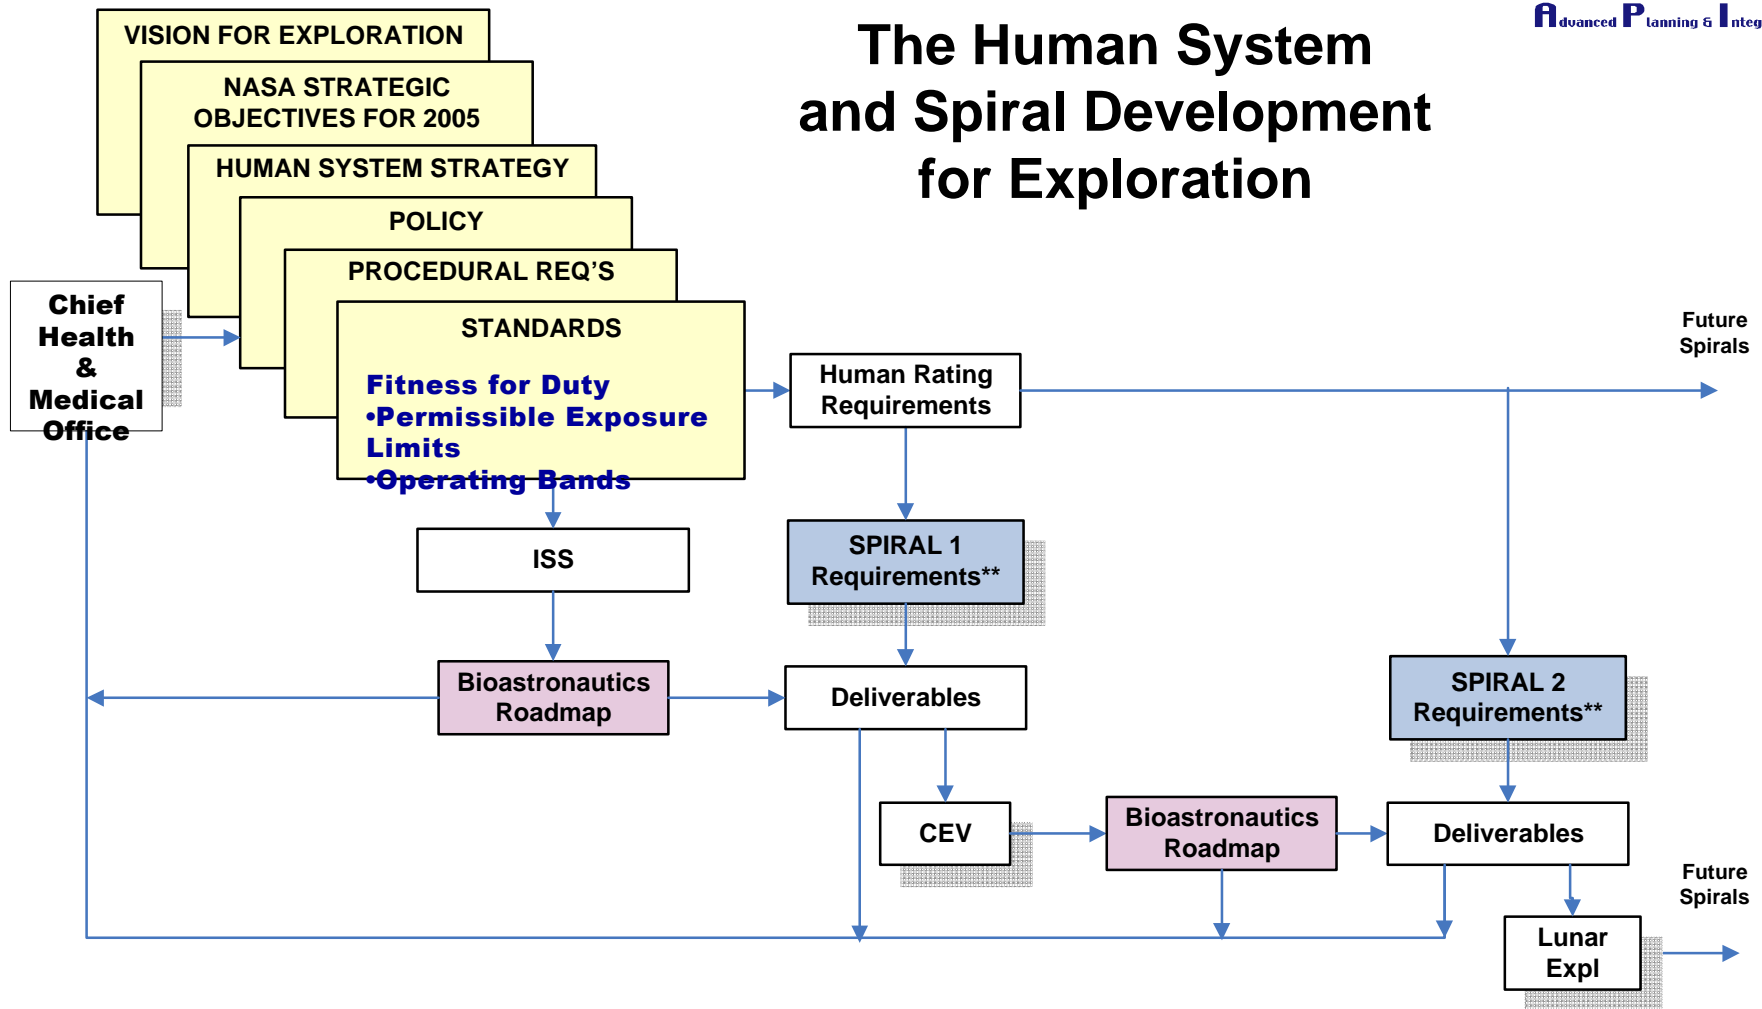 Advanced Planning & Integ
The Human System
and Spiral Development
for Exploration
VISION FOR EXPLORATION
NASA STRATEGIC
OBJECTIVES FOR 2005
HUMAN SYSTEM STRATEGY
POLICY
PROCEDURAL REQ'S
STANDARDS
Fitness for Duty
•Permissible Exposure
Limits
•Operating Bands
Chief
Health
&
Medical
Office
Human Rating
Requirements
Future
Spirals
ISS
SPIRAL 1
Requirements**
Bioastronautics
Roadmap
Deliverables
SPIRAL 2
Requirements**
CEV
Bioastronautics
Roadmap
Deliverables
Future
Spirals
Lunar
Expl